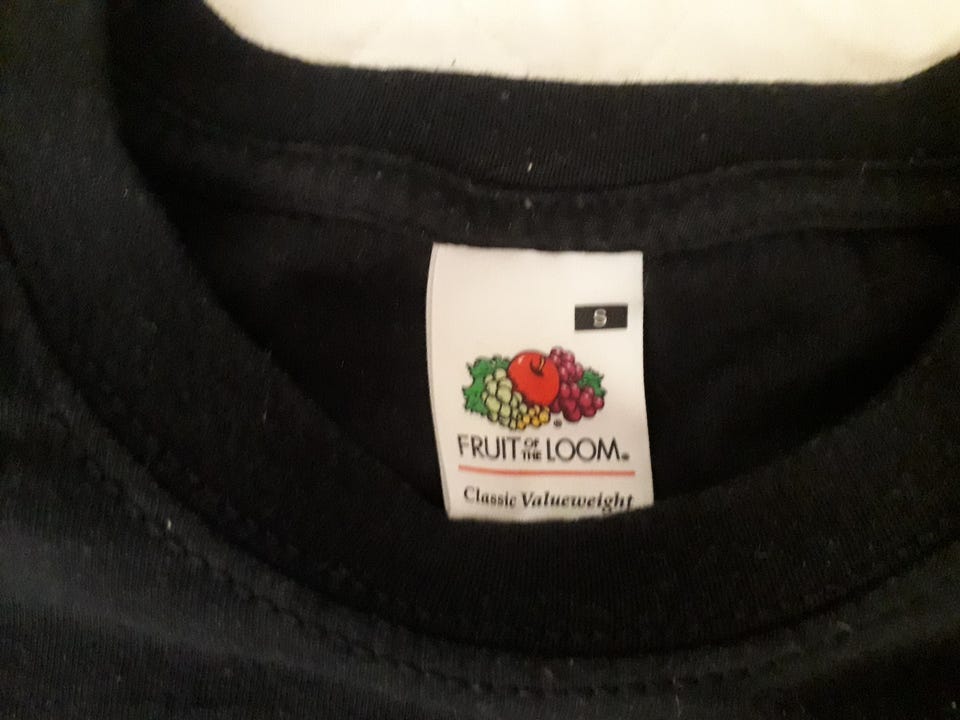 S
FRUIT OF THE LOOM®
Classic Valueweight